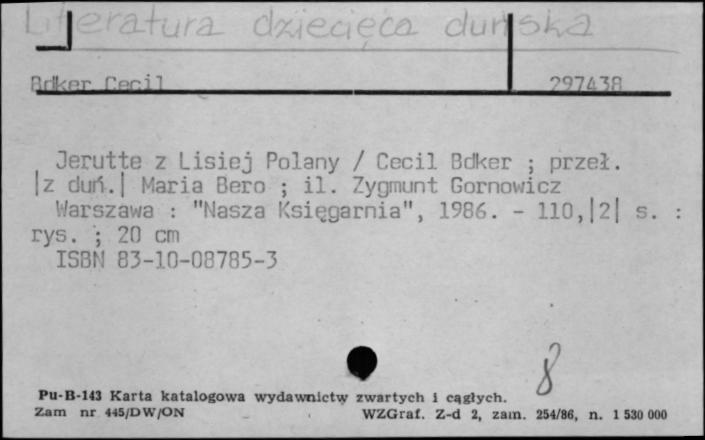 Literatura dziecięca duńska
Bdker Cecil 297438
Jerutte z Lisiej Polany / Cecil Bdker ; przeł.
|z duń.| Maria Bero ; il. Zygmunt Gornowicz
Warszawa : "Nasza Księgarnia", 1986. - 110,|2| s. :
rys. ; 20 cm
ISBN 83-10-08785-3
8
Pu-B-143 Karta katalogowa wydawnictw zwartych i cągłych.
Zam nr 445/DW/ON WZGraf. Z-d 2, zam. 254/86, n. 1 530 000